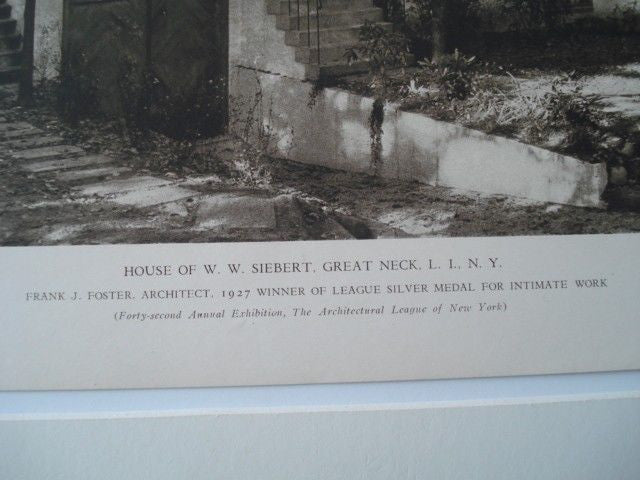 HOUSE OF W. W. SIEBERT, GREAT NECK, L. I., N. Y.
FRANK J. FOSTER, ARCHITECT, 1927 WINNER OF LEAGUE SILVER MEDAL FOR INTIMATE WORK
(Forty-second Annual Exhibition, The Architectural League of New York)